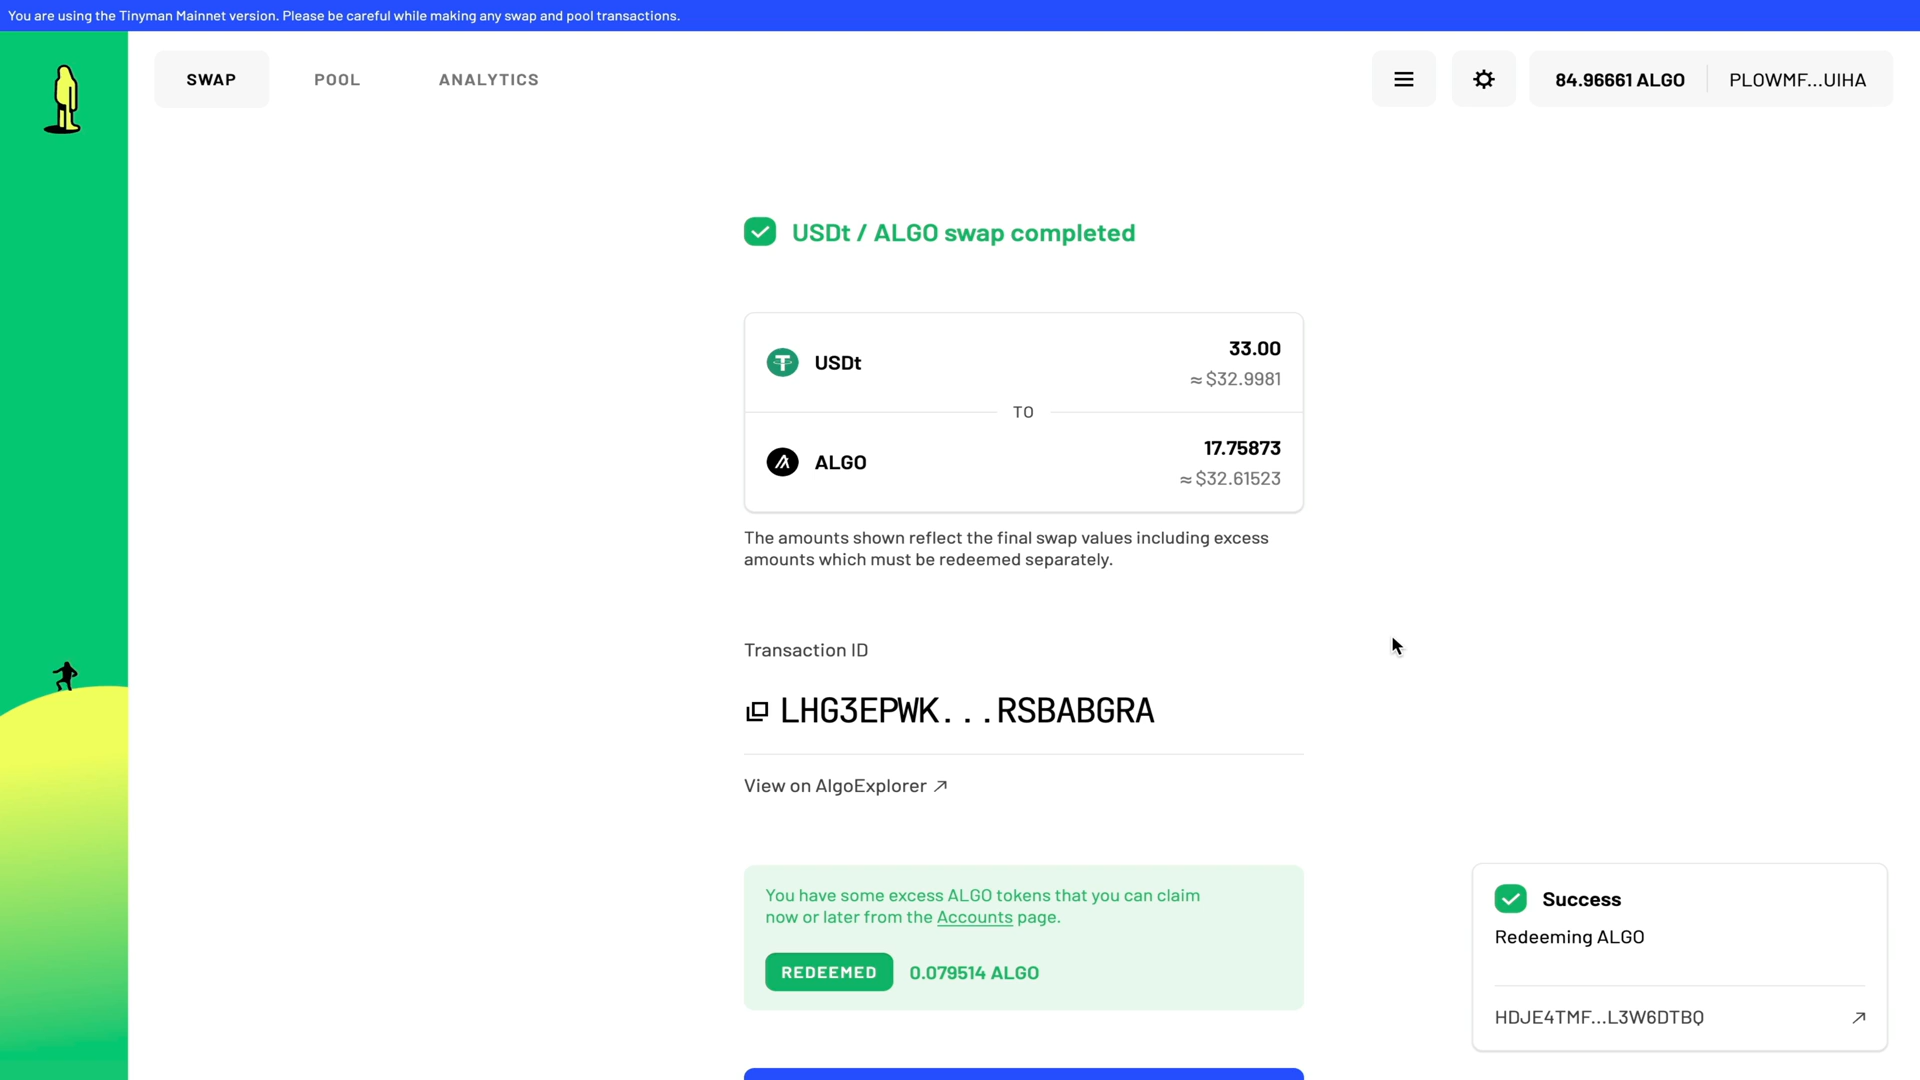 You are using the Tinyman Mainnet version. Please be careful while making any swap and pool transactions.
SWAP
POOL
ANALYTICS
84.96661 ALGO
PLOWMF...UIHA
USDt / ALGO swap completed
USDt
33.00
≈ $32.9981
TO
ALGO
17.75873
≈ $32.61523
The amounts shown reflect the final swap values including excess
amounts which must be redeemed separately.
Transaction ID
LHG3EPWK...RSBABGRA
View on AlgoExplorer ↗
You have some excess ALGO tokens that you can claim
now or later from the Accounts page.
REDEEMED
0.079514 ALGO
Success
Redeeming ALGO
HDJE4TMF...L3W6DTBQ ↗